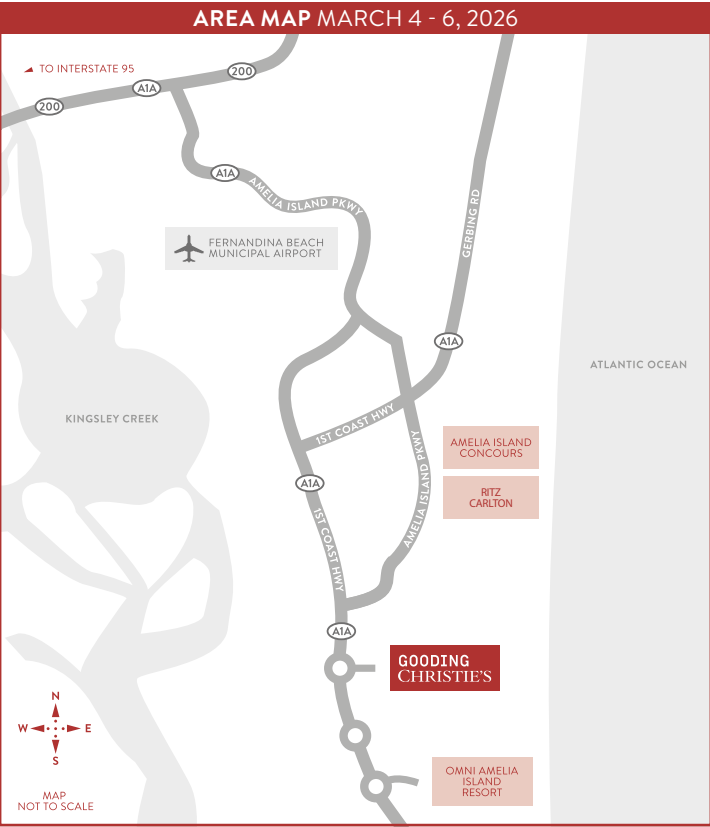 AREA MAP MARCH 4 - 6, 2026
TO INTERSTATE 95
200
A1A
200
A1A
AMELIA ISLAND PKWY
GERBING RD
FERNANDINA BEACH
MUNICIPAL AIRPORT
A1A
ATLANTIC OCEAN
KINGSLEY CREEK
1ST COAST HWY
AMELIA ISLAND
CONCOURS
AMELIA ISLAND PKWY
A1A
RITZ
CARLTON
1ST COAST HWY
A1A
GOODING
CHRISTIE'S
N
W
E
S
OMNI AMELIA
ISLAND
RESORT
MAP
NOT TO SCALE